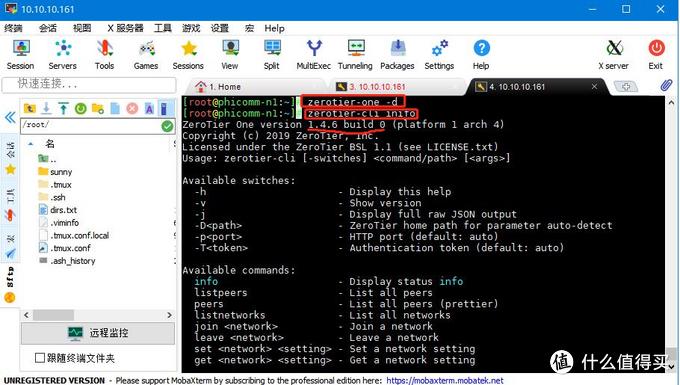 10.10.10.161
终端 会话 视图 X 服务器 工具 游戏 设置 宏 帮助
Session Servers Tools Games Sessions View Split MultiExec Tunneling Packages Settings Help X server Exit
快速连接...
1. Home
3. 10.10.10.161
4. 10.10.10.161
/root/
名
..
sunny
.tmux
.ssh
dirs.txt
.viminfo
.tmux.conf.local
.tmux.conf
.ash_history
会话
工具
宏
Sftp
远程监控
跟随终端文件夹
[root@phicomm-n1:~]# zerotier-one -d
[root@phicomm-n1:~]# zerotier-cli inifo
ZeroTier One version 1.4.6 build 0 (platform 1 arch 4)
Copyright (c) 2019 ZeroTier, Inc.
Licensed under the ZeroTier BSL 1.1 (see LICENSE.txt)
Usage: zerotier-cli [-switches] <command/path> [<args>]
Available switches:
-h - Display this help
-v - Show version
-j - Display full raw JSON output
-D<path> - ZeroTier home path for parameter auto-detect
-p<port> - HTTP port (default: auto)
-T<token> - Authentication token (default: auto)
Available commands:
info - Display status info
listpeers - List all peers
peers - List all peers (prettier)
listnetworks - List all networks
join <network> - Join a network
leave <network> - Leave a network
set <network> <setting> - Set a network setting
get <network> <setting> - Get a network setting
值 什么值得买
UNREGISTERED VERSION - Please support MobaXterm by subscribing to the professional edition here: https://mobaxterm.mobatek.net